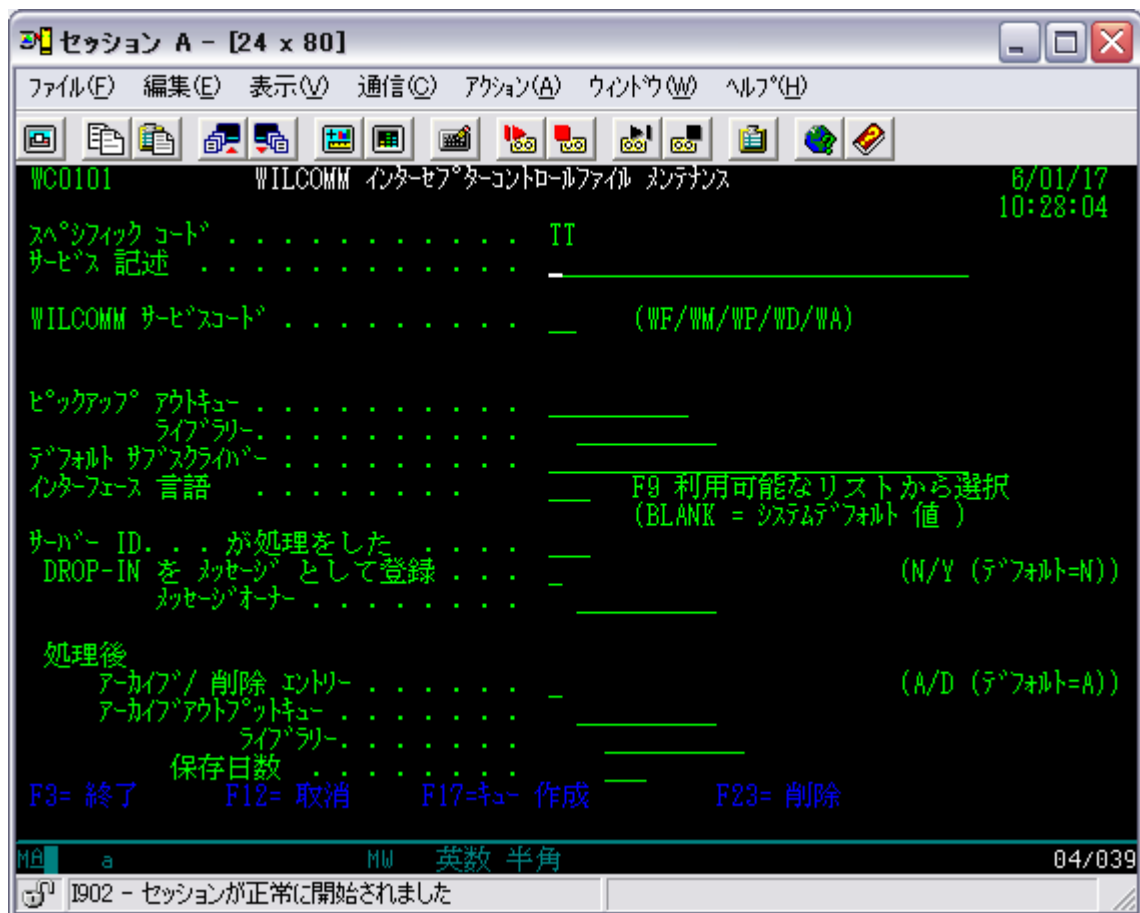 セッション A - [24 x 80]
ﾌｧｲﾙ(F) 編集(E) 表示(V) 通信(C) ｱｸｼｮﾝ(A) ｳｨﾝﾄﾞｳ(W) ﾍﾙﾌﾟ(H)
WC0101 WILCOMM ｲﾝﾀｰｾﾌﾟﾀｰｺﾝﾄﾛｰﾙﾌｧｲﾙ ﾒﾝﾃﾅﾝｽ 6/01/17
10:28:04
ｽﾍﾟｼﾌｨｯｸ ｺｰﾄﾞ . . . . . . . . . . . TT
ｻｰﾋﾞｽ 記述 . . . . . . . . . . . .
WILCOMM ｻｰﾋﾞｽｺｰﾄﾞ . . . . . . . . . (WF/WM/WP/WD/WA)
ﾋﾟｯｸｱｯﾌﾟ ｱｳﾄｷｭｰ . . . . . . . . . .
ﾗｲﾌﾞﾗﾘｰ. . . . . . . . . .
ﾃﾞﾌｫﾙﾄ ｻﾌﾞｽｸﾗｲﾊﾞｰ . . . . . . . . .
ｲﾝﾀｰﾌｪｰｽ 言語 . . . . . . . . F9 利用可能なリストから選択
(BLANK = ｼｽﾃﾑﾃﾞﾌｫﾙﾄ 値 )
ｻｰﾊﾞｰ ID. . . が処理をした . . . .
DROP-IN を ﾒｯｾｰｼﾞ として登録 . . . (N/Y (ﾃﾞﾌｫﾙﾄ=N))
ﾒｯｾｰｼﾞｵｰﾅｰ . . . . . . . .
処理後
ｱｰｶｲﾌﾞ/ 削除 ｴﾝﾄﾘｰ . . . . . . (A/D (ﾃﾞﾌｫﾙﾄ=A))
ｱｰｶｲﾌﾞｱｳﾄﾌﾟｯﾄｷｭｰ . . . . . . .
ﾗｲﾌﾞﾗﾘｰ. . . . . . .
保存日数 . . . . . . . .
F3= 終了 F12= 取消 F17=ｷｭｰ 作成 F23= 削除
MA a MW 英数 半角 04/039
I902 - セッションが正常に開始されました